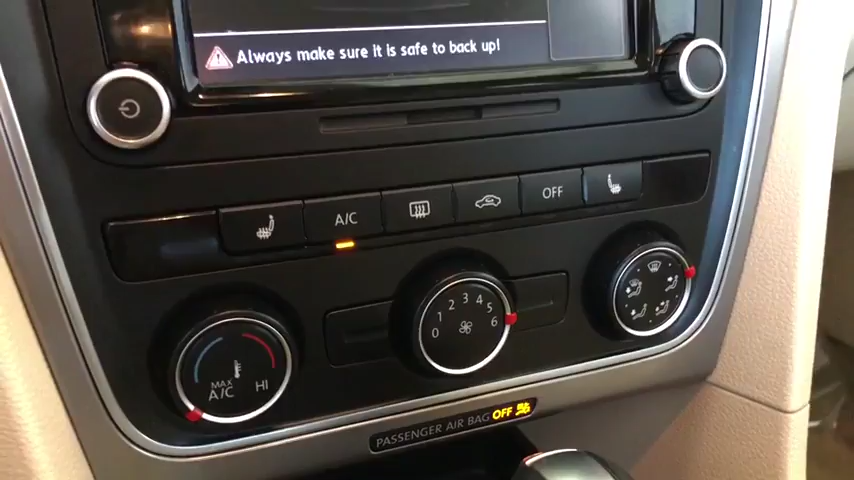 Always make sure it is safe to back up!
A/C
OFF
0 1 2 3 4 5 6
MAX
A/C HI
PASSENGER AIR BAG OFF